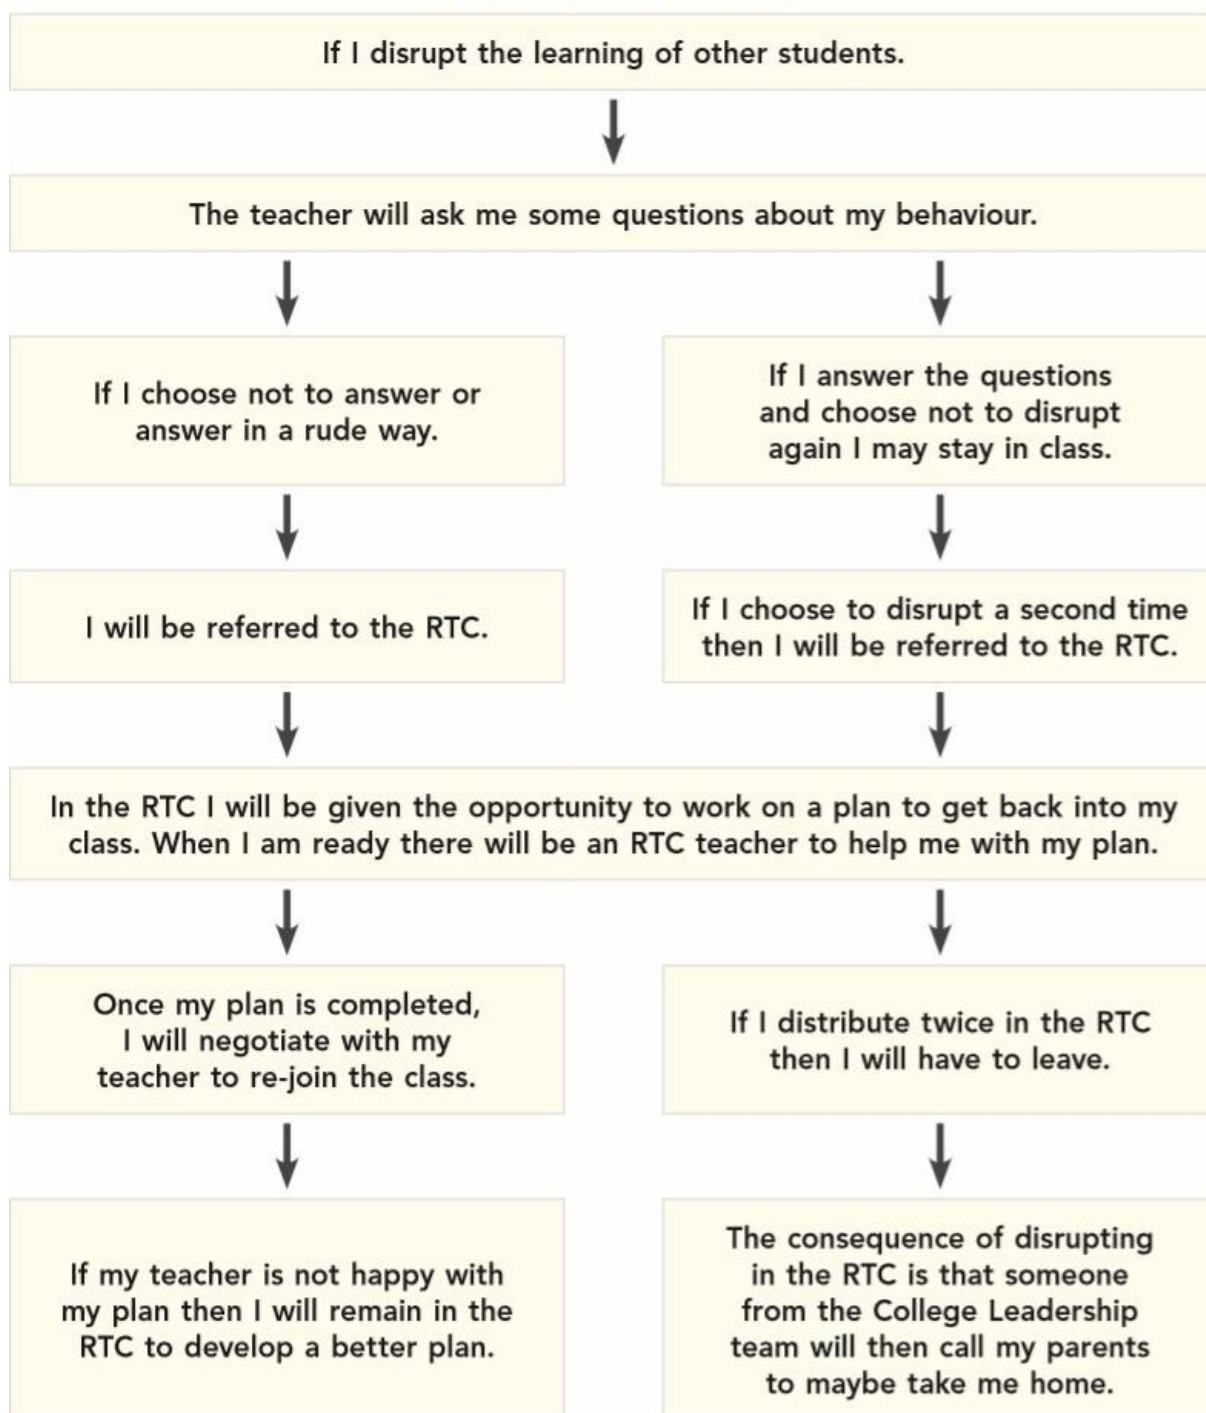 If I disrupt the learning of other students.
The teacher will ask me some questions about my behaviour.
If I choose not to answer or
answer in a rude way.
If I answer the questions
and choose not to disrupt
again I may stay in class.
I will be referred to the RTC.
If I choose to disrupt a second time
then I will be referred to the RTC.
In the RTC I will be given the opportunity to work on a plan to get back into my
class. When I am ready there will be an RTC teacher to help me with my plan.
Once my plan is completed,
I will negotiate with my
teacher to re-join the class.
If I distribute twice in the RTC
then I will have to leave.
If my teacher is not happy with
my plan then I will remain in the
RTC to develop a better plan.
The consequence of disrupting
in the RTC is that someone
from the College Leadership
team will then call my parents
to maybe take me home.